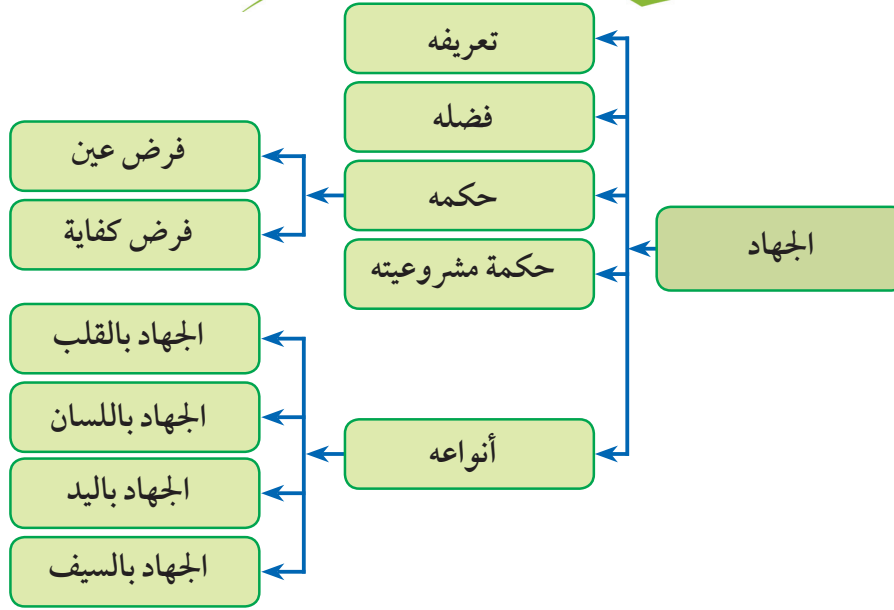 الجهاد
تعريفه
فضله
حكمه
فرض عين
فرض كفاية
حكمة مشروعيته
أنواعه
الجهاد بالقلب
الجهاد باللسان
الجهاد باليد
الجهاد بالسيف